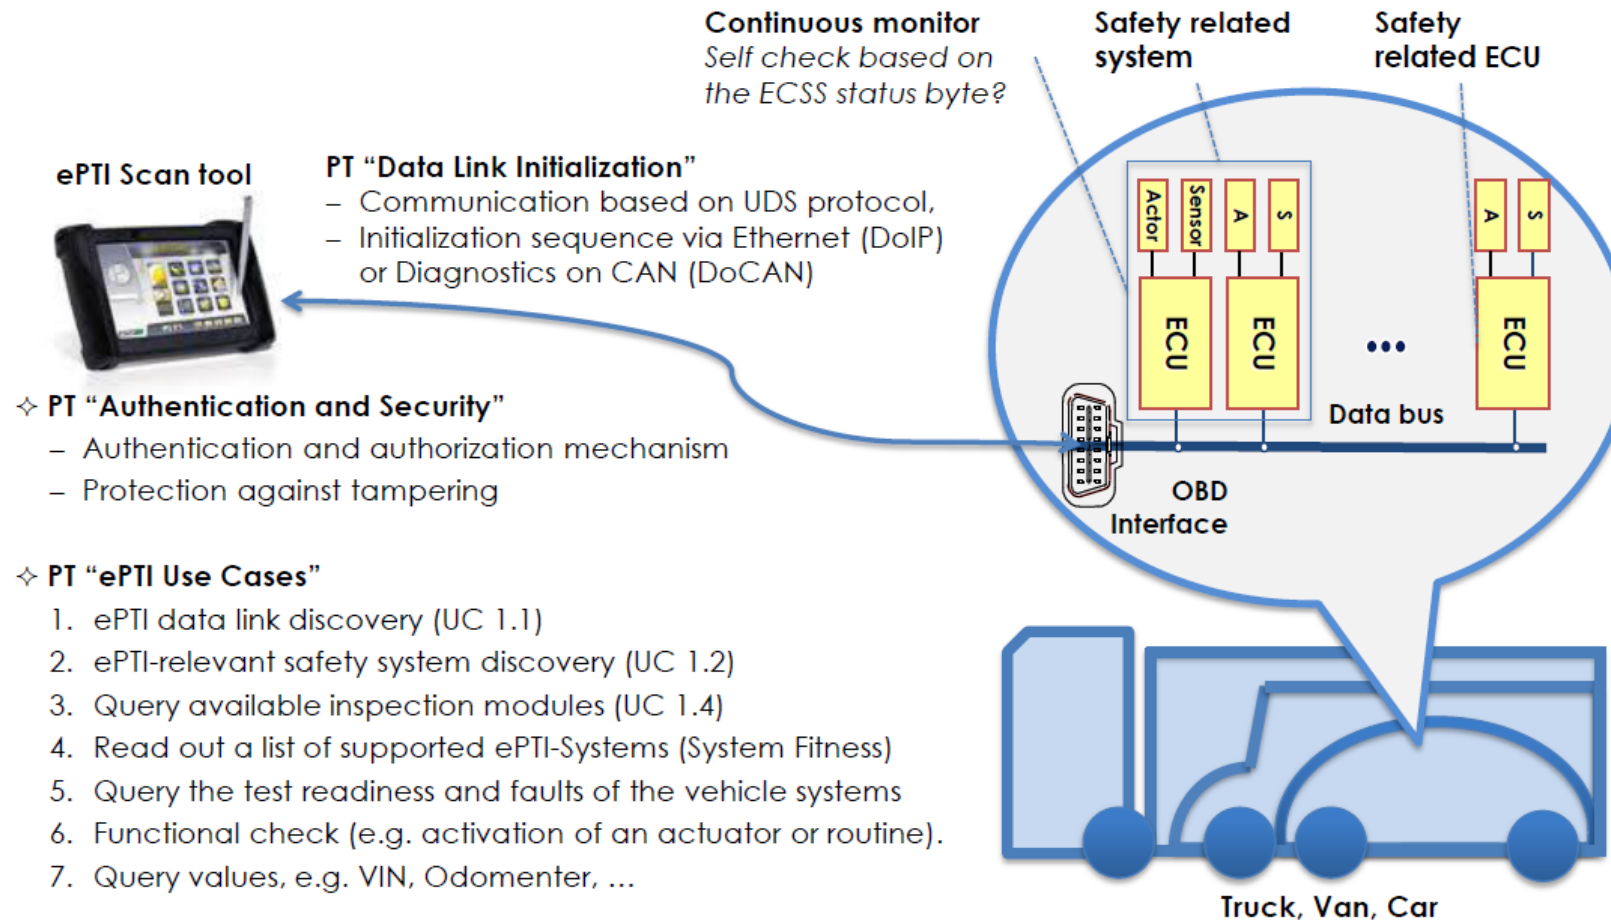 Continuous monitor
Self check based on
the ECSS status byte?
Safety related
system
Safety
related ECU
ePTI Scan tool
PT “Data Link Initialization”
– Communication based on UDS protocol,
– Initialization sequence via Ethernet (DoIP)
or Diagnostics on CAN (DoCAN)
Actor
Sensor
A
S
A
S
ECU
ECU
•••
ECU
Data bus
OBD
Interface
✧ PT “Authentication and Security”
– Authentication and authorization mechanism
– Protection against tampering
✧ PT “ePTI Use Cases”
1. ePTI data link discovery (UC 1.1)
2. ePTI-relevant safety system discovery (UC 1.2)
3. Query available inspection modules (UC 1.4)
4. Read out a list of supported ePTI-Systems (System Fitness)
5. Query the test readiness and faults of the vehicle systems
6. Functional check (e.g. activation of an actuator or routine).
7. Query values, e.g. VIN, Odomenter, ...
Truck, Van, Car